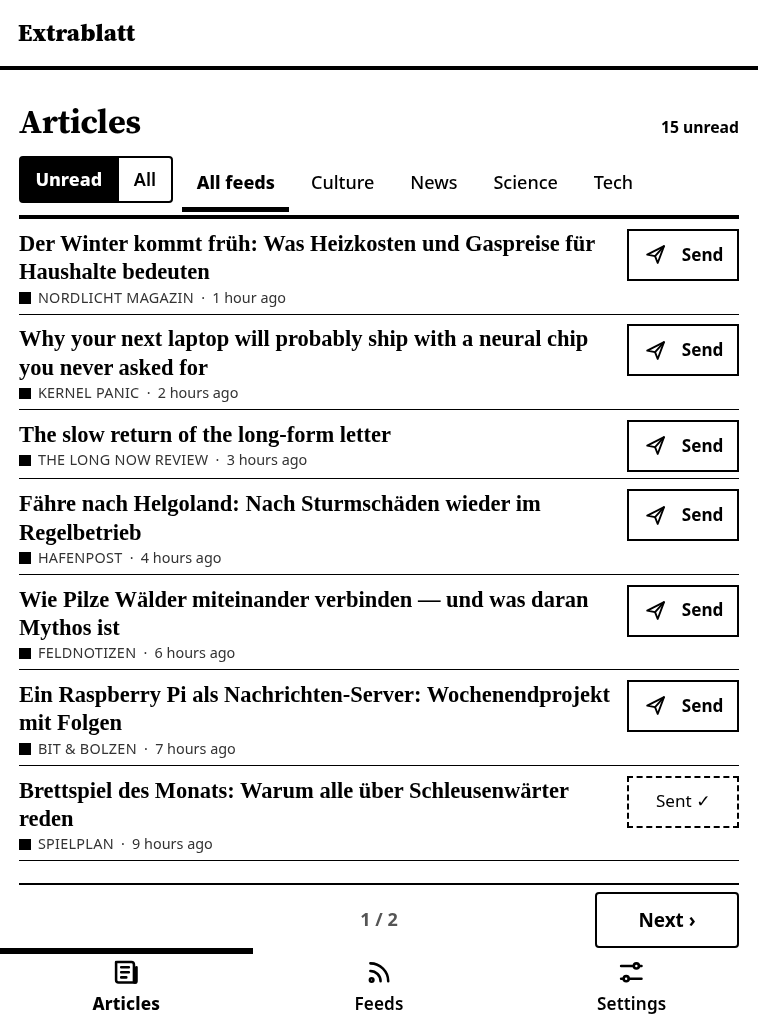 Extrablatt
Articles
15 unread
Unread All All feeds Culture News Science Tech
Der Winter kommt früh: Was Heizkosten und Gaspreise für
Haushalte bedeuten
Send
NORDLICHT MAGAZIN · 1 hour ago
Why your next laptop will probably ship with a neural chip
you never asked for
Send
KERNEL PANIC · 2 hours ago
The slow return of the long-form letter
Send
THE LONG NOW REVIEW · 3 hours ago
Fähre nach Helgoland: Nach Sturmschäden wieder im
Regelbetrieb
Send
HAFENPOST · 4 hours ago
Wie Pilze Wälder miteinander verbinden — und was daran
Mythos ist
Send
FELDNOTIZEN · 6 hours ago
Ein Raspberry Pi als Nachrichten-Server: Wochenendprojekt
mit Folgen
Send
BIT & BOLZEN · 7 hours ago
Brettspiel des Monats: Warum alle über Schleusenwärter
reden
Sent ✓
SPIELPLAN · 9 hours ago
1 / 2
Next ›
Articles Feeds Settings